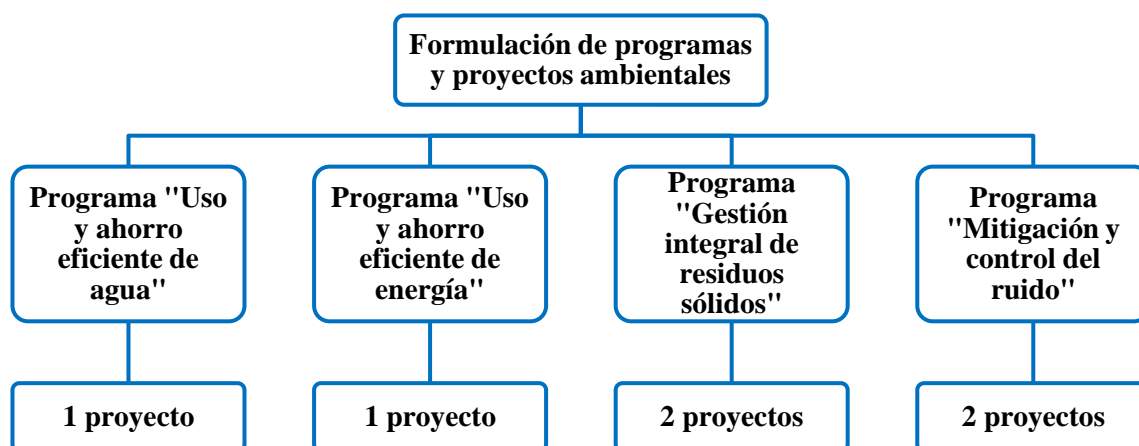 Formulación de programas
y proyectos ambientales
Programa "Uso
y ahorro
eficiente de
agua"
Programa "Uso
y ahorro
eficiente de
energía"
Programa
"Gestión
integral de
residuos
sólidos"
Programa
"Mitigación y
control del
ruido"
1 proyecto
1 proyecto
2 proyectos
2 proyectos